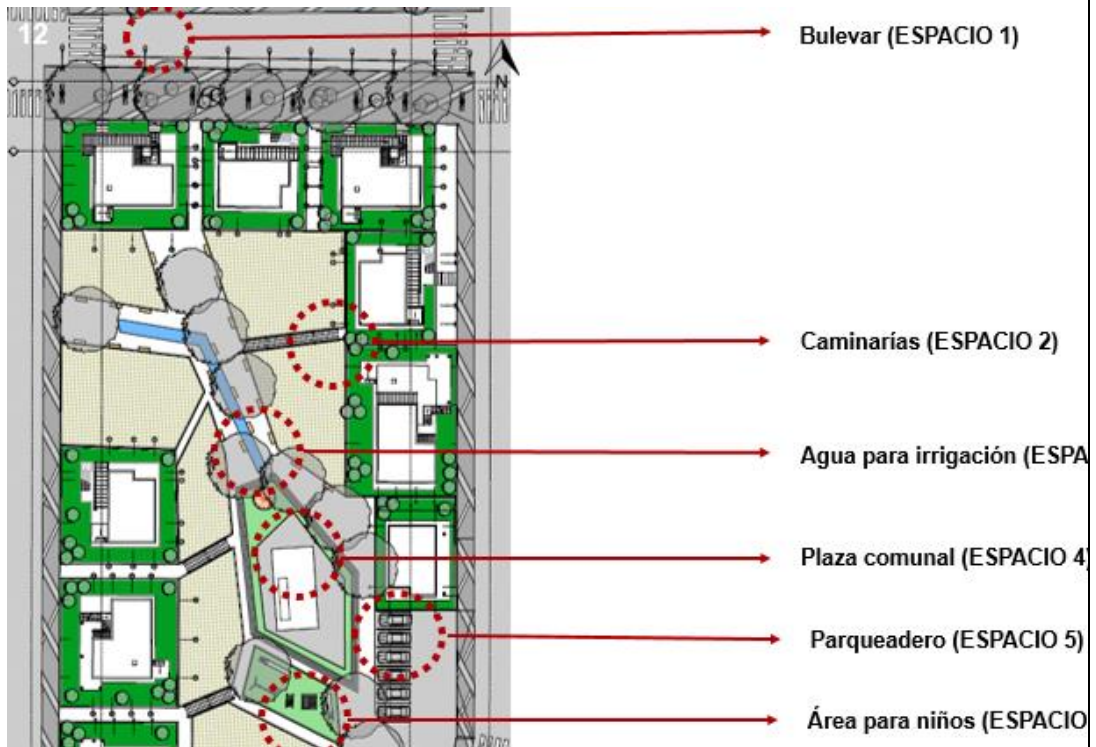 12
Bulevar (ESPACIO 1)
N
Caminarías (ESPACIO 2)
Agua para irrigación (ESPA
Plaza comunal (ESPACIO 4)
Parqueadero (ESPACIO 5)
Área para niños (ESPACIO